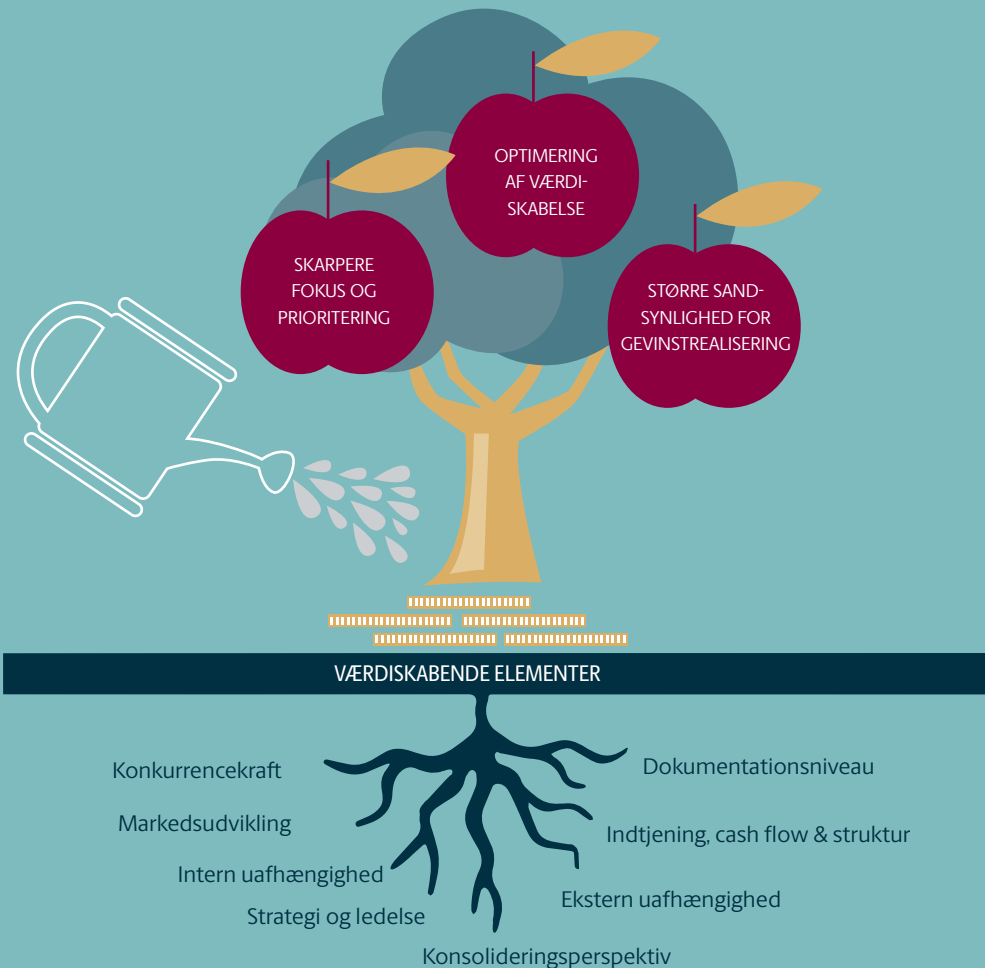 OPTIMERING
AF VÆRDI-
SKABELSE
SKARPERE
FOKUS OG
PRIORITERING
STØRRE SAND-
SYNLIGHED FOR
GEVINSTREALISERING
VÆRDISKABENDE ELEMENTER
Konkurrencekraft
Markedsudvikling
Intern uafhængighed
Strategi og ledelse
Konsolideringsperspektiv
Ekstern uafhængighed
Indtjening, cash flow & struktur
Dokumentationsniveau